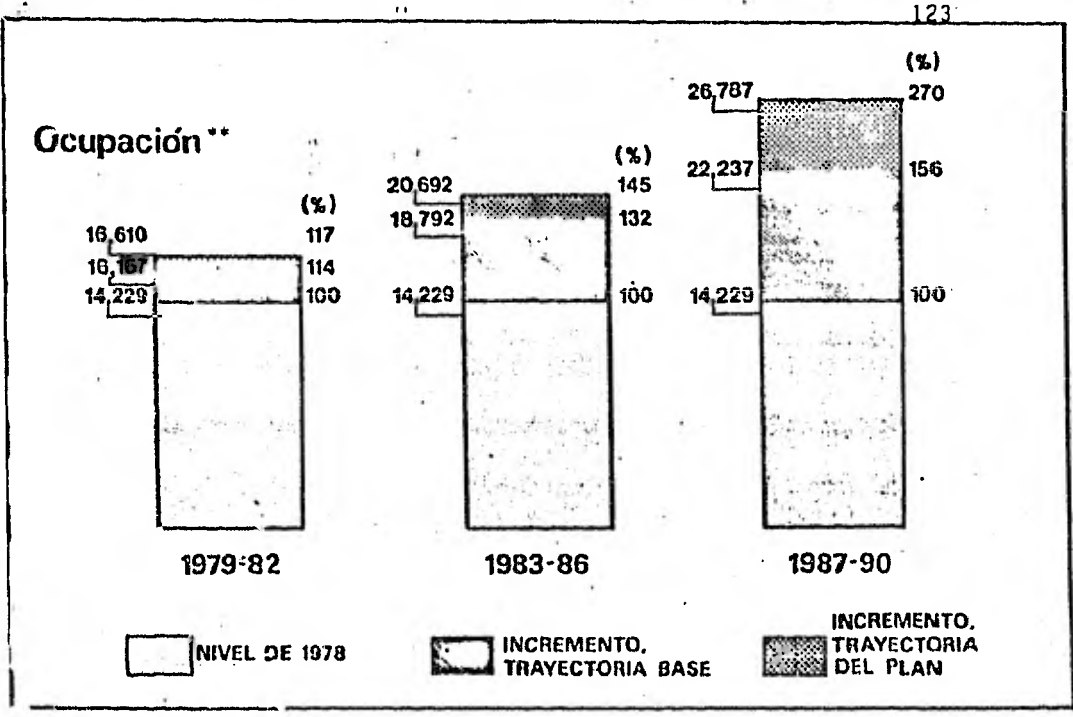 123
Ocupación**
(%)
16,610 117
16,167 114
14,229 100
1979-82
(%)
20,692 145
18,792 132
14,229 100
1983-86
(%)
26,787 270
22,237 156
14,229 100
1987-90
NIVEL DE 1978
INCREMENTO,
TRAYECTORIA BASE
INCREMENTO,
TRAYECTORIA
DEL PLAN